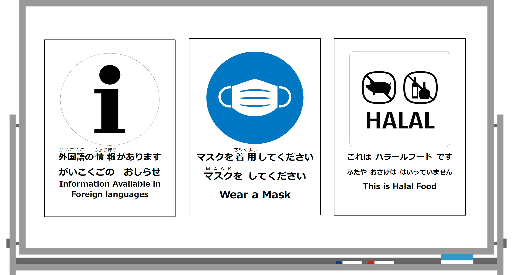 外国語の情報があります
がいこくごの おしらせ
Information Available in
Foreign languages
マスクを着用してください
マスクを してください
Wear a Mask
HALAL
これは ハラールフード です
ぶたや おさけは はいっていません
This is Halal Food